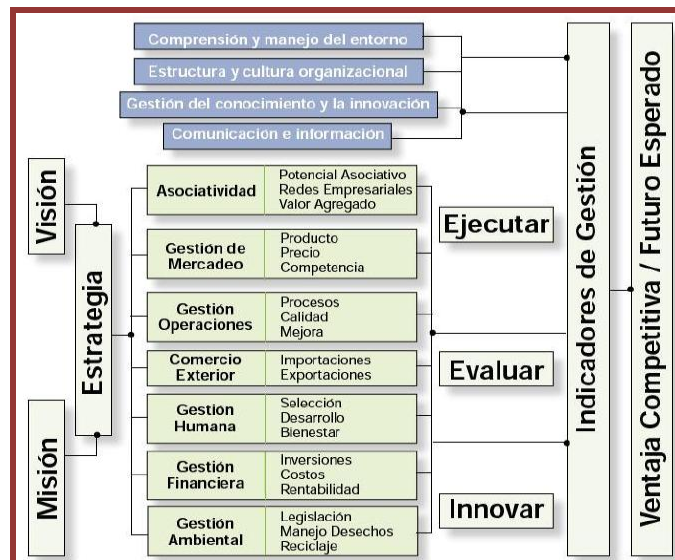 Comprensión y manejo del entorno
Estructura y cultura organizacional
Gestión del conocimiento y la innovación
Comunicación e información
Visión
Misión
Estrategia
Asociatividad
Potencial Asociativo
Redes Empresariales
Valor Agregado
Gestión de
Mercadeo
Producto
Precio
Competencia
Gestión
Operaciones
Procesos
Calidad
Mejora
Comercio
Exterior
Importaciones
Exportaciones
Gestión
Humana
Selección
Desarrollo
Bienestar
Gestión
Financiera
Inversiones
Costos
Rentabilidad
Gestión
Ambiental
Legislación
Manejo Desechos
Reciclaje
Ejecutar
Evaluar
Innovar
Indicadores de Gestión
Ventaja Competitiva / Futuro Esperado